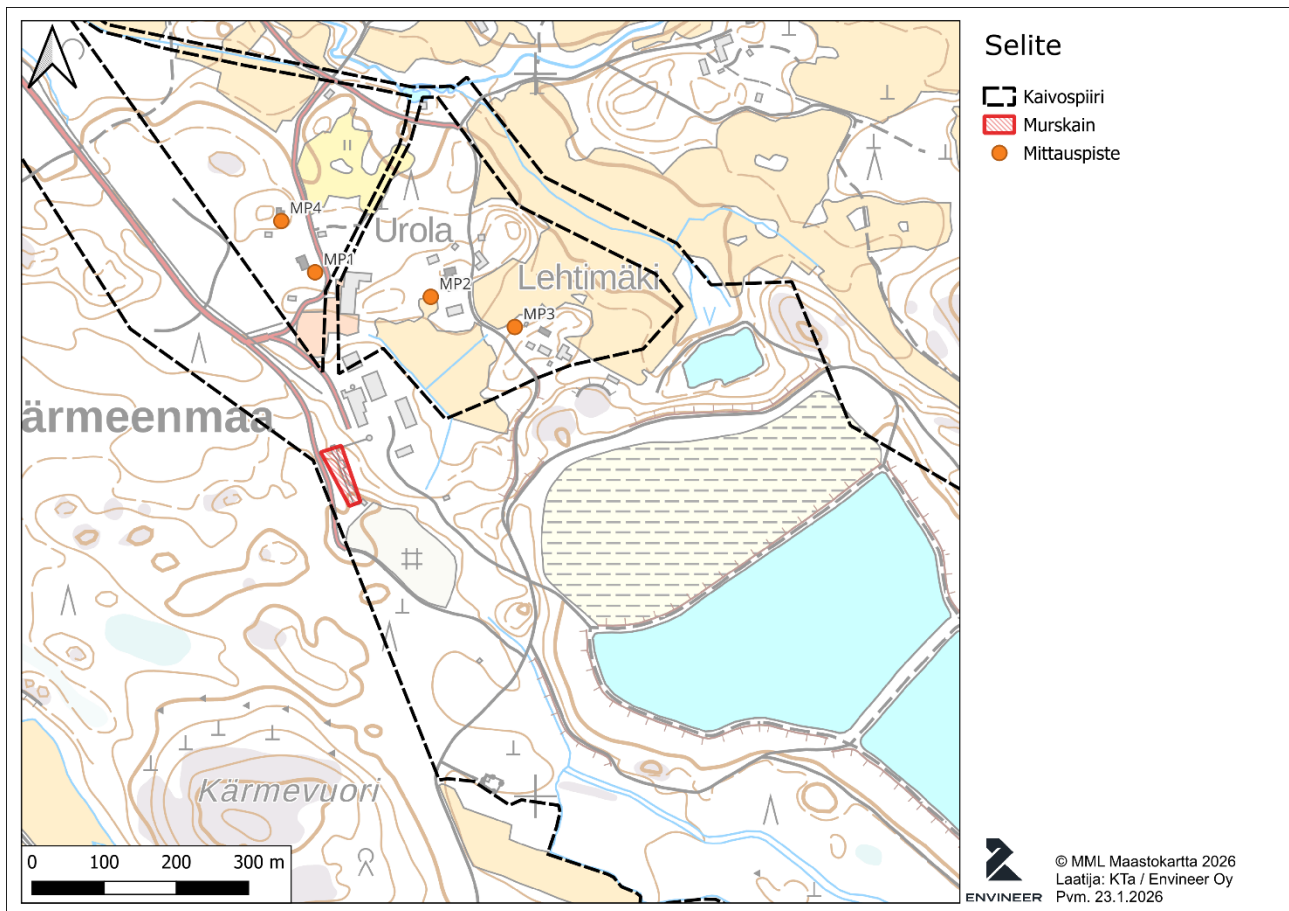 Selite
Kaivospiiri
Murskain
Mittauspiste
MP4
Urola
MP1
MP2
Lehtimäki
MP3
ärmeenmaa
Kärmevuori
0 100 200 300 m
ENVINEER
© MML Maastokartta 2026
Laatija: KTa / Envineer Oy
Pvm. 23.1.2026